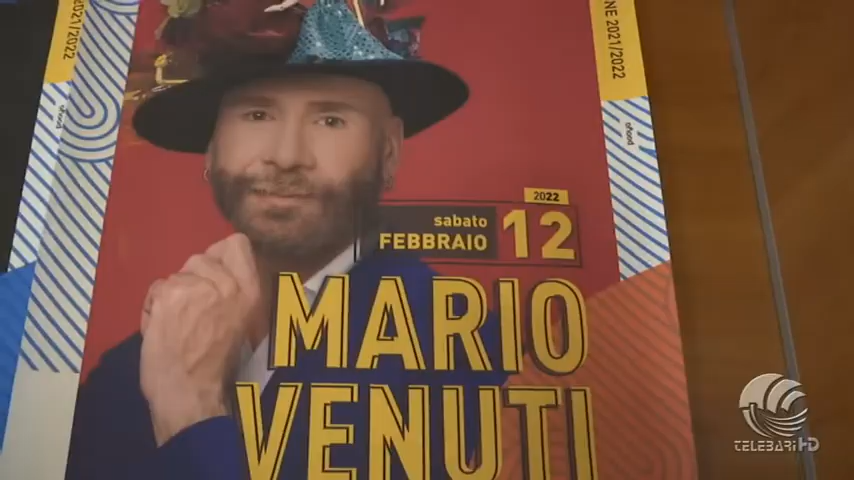 2021/2022
NE 2021/2022
2022
sabato
FEBBRAIO
12
MARIO
VENUTI
TELEBARI HD